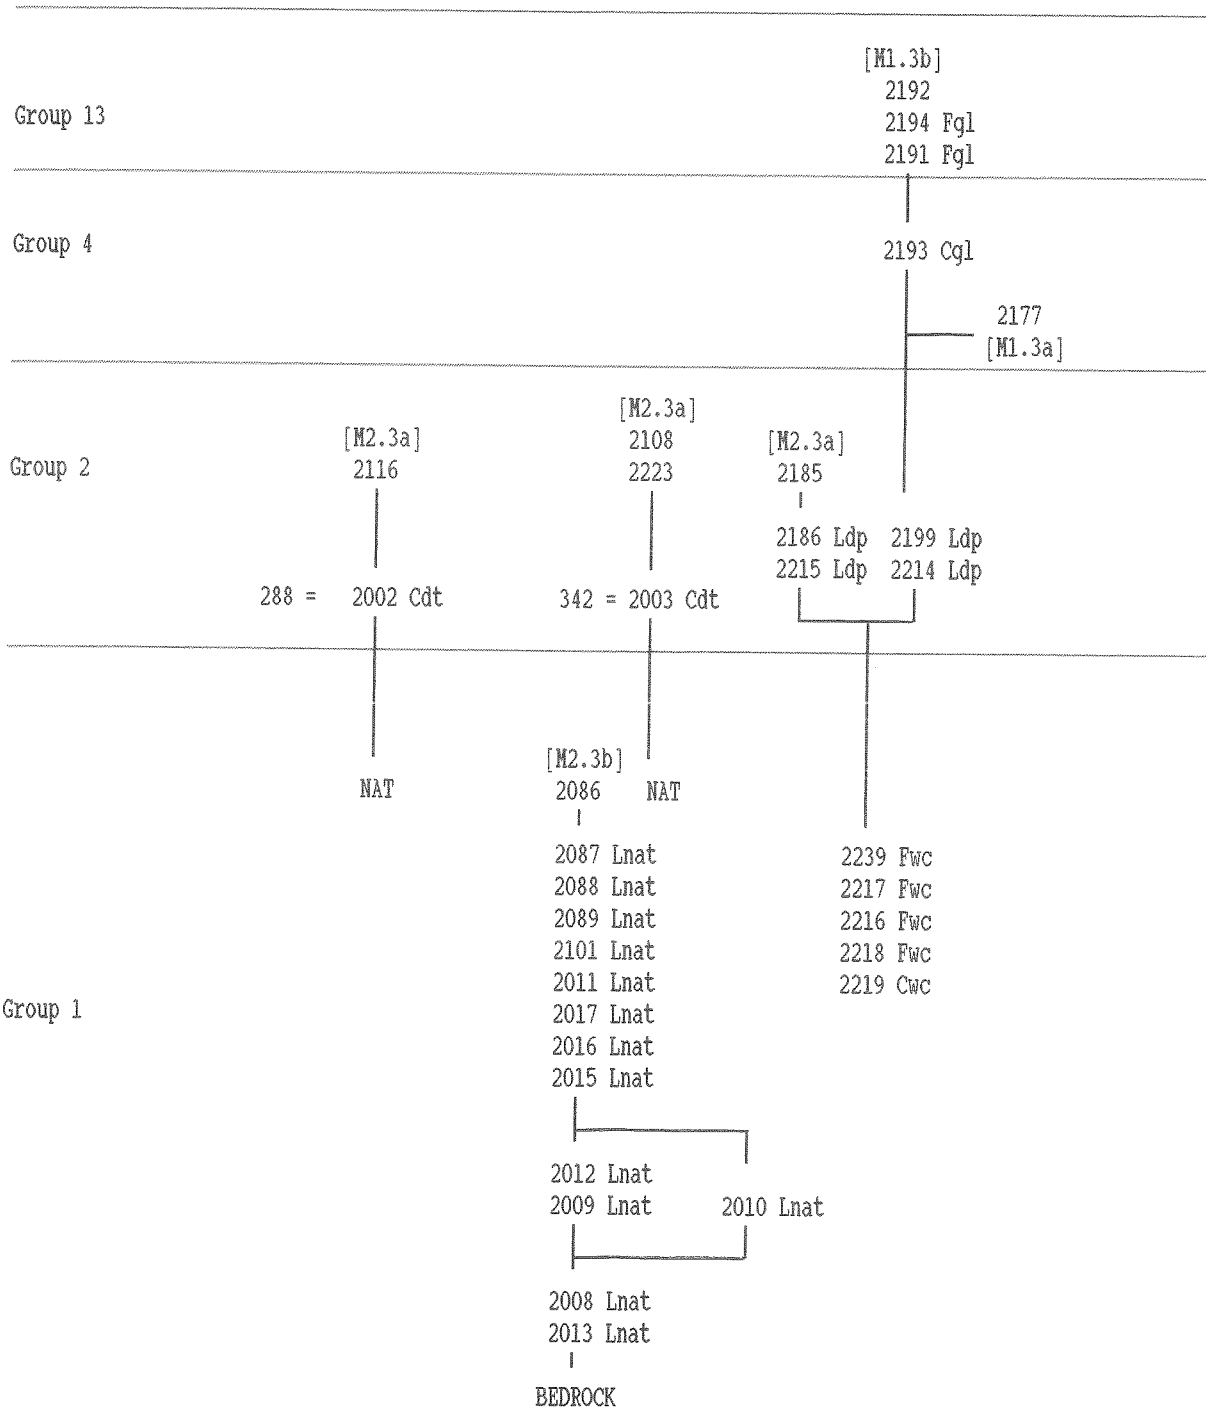 [M1.3b]
2192
Group 13
2194 Fgl
2191 Fgl
Group 4
2193 Cgl
2177
[M1.3a]
[M2.3a]
2116
[M2.3a]
2108
2223
[M2.3a]
2185
Group 2
2186 Ldp 2199 Ldp
2215 Ldp 2214 Ldp
288 = 2002 Cdt 342 = 2003 Cdt
NAT
[M2.3b]
2086 NAT
2087 Lnat
2088 Lnat
2089 Lnat
2101 Lnat
2011 Lnat
2017 Lnat
2016 Lnat
2015 Lnat
2239 Fwc
2217 Fwc
2216 Fwc
2218 Fwc
2219 Cwc
Group 1
2012 Lnat
2009 Lnat 2010 Lnat
2008 Lnat
2013 Lnat
BEDROCK